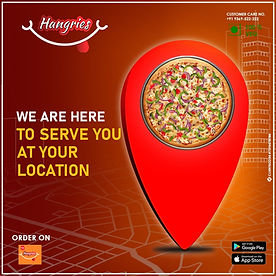 Hangries
CUSTOMER CARE NO.
WE ARE HERE
TO SERVE YOU
AT YOUR
LOCATION
ORDER ON
Hangries
GET IT ON
Google Play
Download on the
App Store